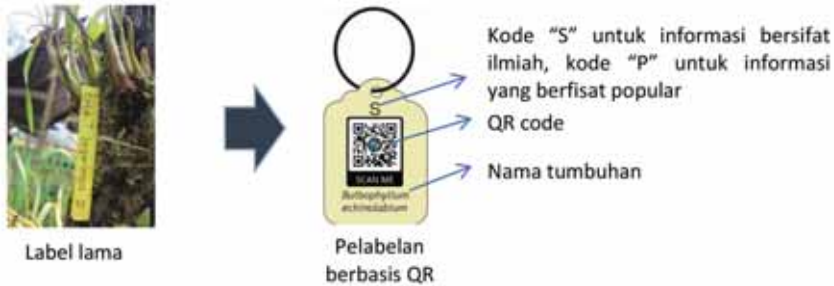 Kode “S” untuk informasi bersifat
ilmiah, kode “P” untuk informasi
yang berfisat popular
S
QR code
SCAN ME
Nama tumbuhan
Bulbophyllum
echinolabium
Label lama
Pelabelan
berbasis QR